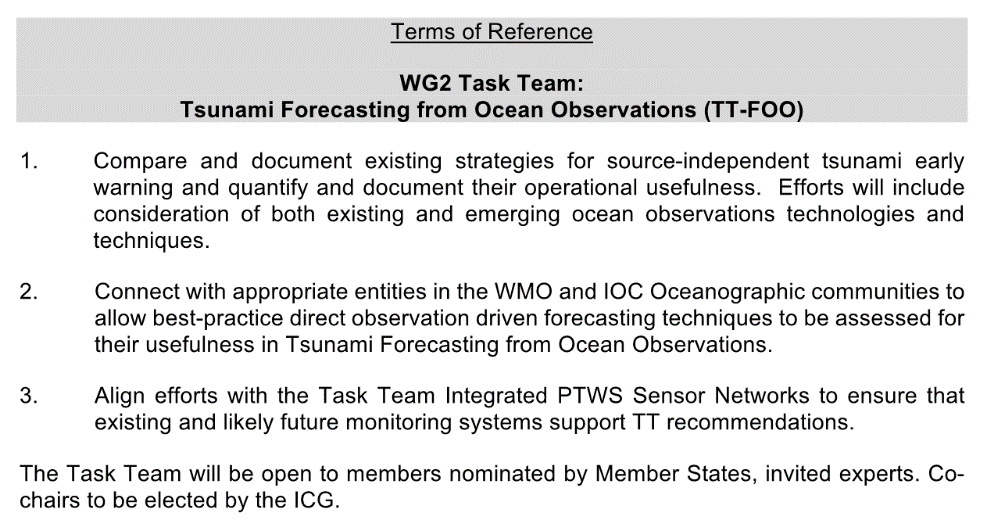 Terms of Reference
WG2 Task Team:
Tsunami Forecasting from Ocean Observations (TT-FOO)
1. Compare and document existing strategies for source-independent tsunami early
warning and quantify and document their operational usefulness. Efforts will include
consideration of both existing and emerging ocean observations technologies and
techniques.
2. Connect with appropriate entities in the WMO and IOC Oceanographic communities to
allow best-practice direct observation driven forecasting techniques to be assessed for
their usefulness in Tsunami Forecasting from Ocean Observations.
3. Align efforts with the Task Team Integrated PTWS Sensor Networks to ensure that
existing and likely future monitoring systems support TT recommendations.
The Task Team will be open to members nominated by Member States, invited experts. Co-
chairs to be elected by the ICG.